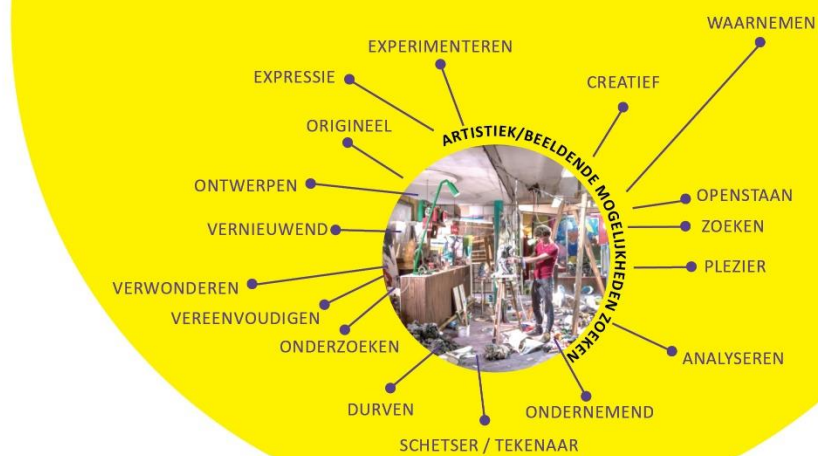 WAARNEMEN
EXPERIMENTEREN
EXPRESSIE
CREATIEF
ORIGINEEL
ARTISTIEK/BEELDENDE MOGELIJKHEDEN ZOEKEN
ONTWERPEN
OPENSTAAN
VERNIEUWEND
ZOEKEN
PLEZIER
VERWONDEREN
VEREENVOUDIGEN
ONDERZOEKEN
ANALYSEREN
DURVEN
ONDERNEMEND
SCHETSER / TEKENAAR